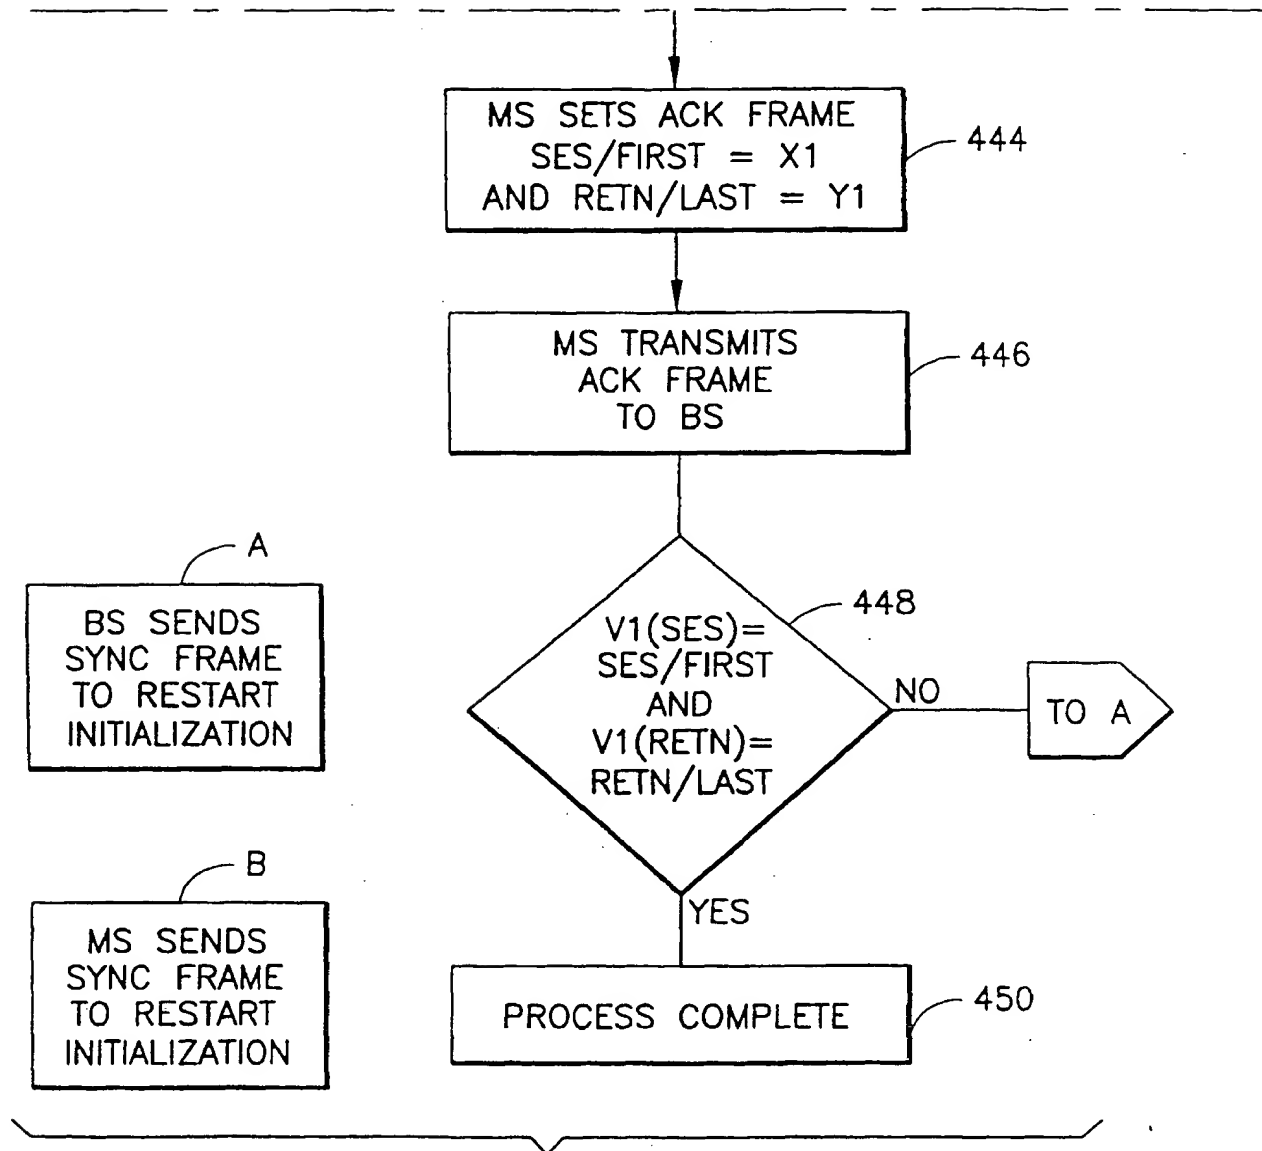 MS SETS ACK FRAME
SES/FIRST = X1
AND RETN/LAST = Y1
444
MS TRANSMITS
ACK FRAME
TO BS
446
A
BS SENDS
SYNC FRAME
TO RESTART
INITIALIZATION
V1(SES)=
SES/FIRST
AND
V1(RETN)=
RETN/LAST
448
NO
TO A
YES
B
MS SENDS
SYNC FRAME
TO RESTART
INITIALIZATION
PROCESS COMPLETE
450